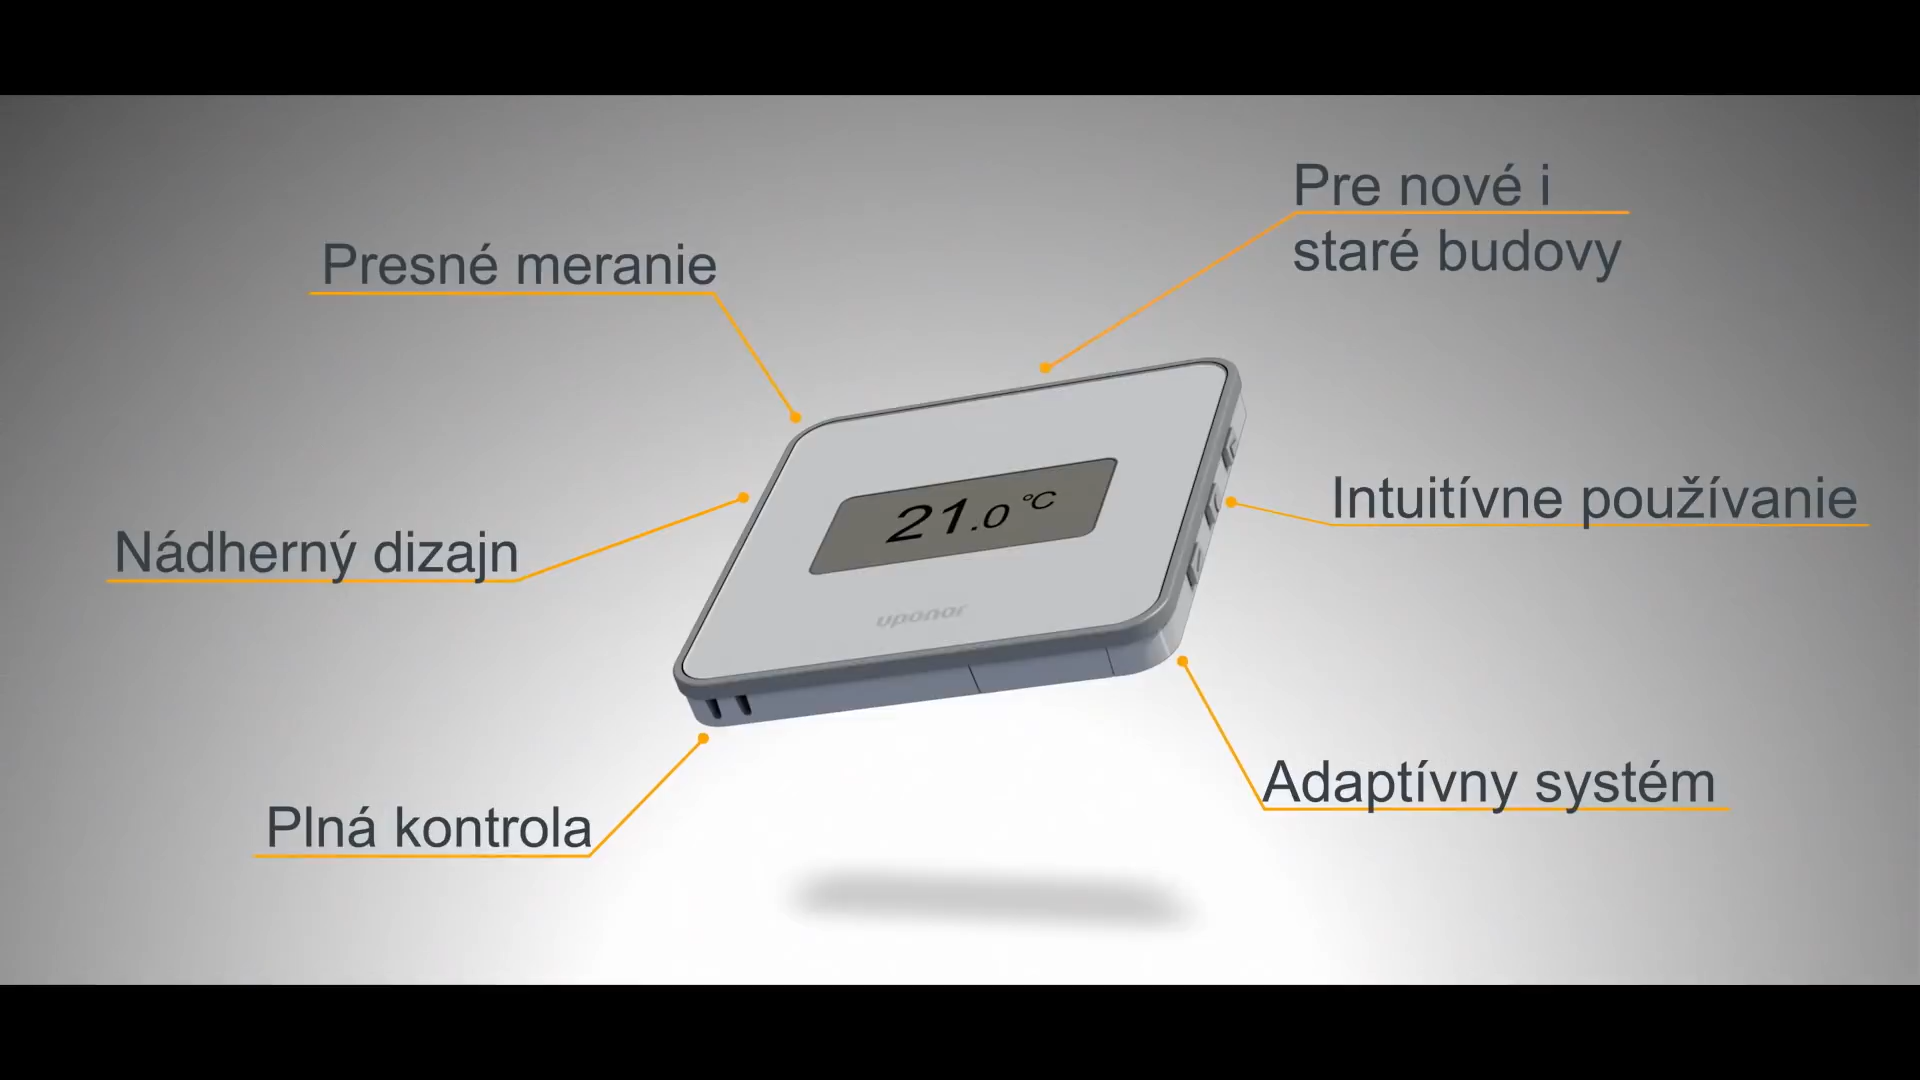 Pre nové i
staré budovy
Presné meranie
Intuitívne používanie
21.0 °C
Nádherný dizajn
uponor
Adaptívny systém
Plná kontrola